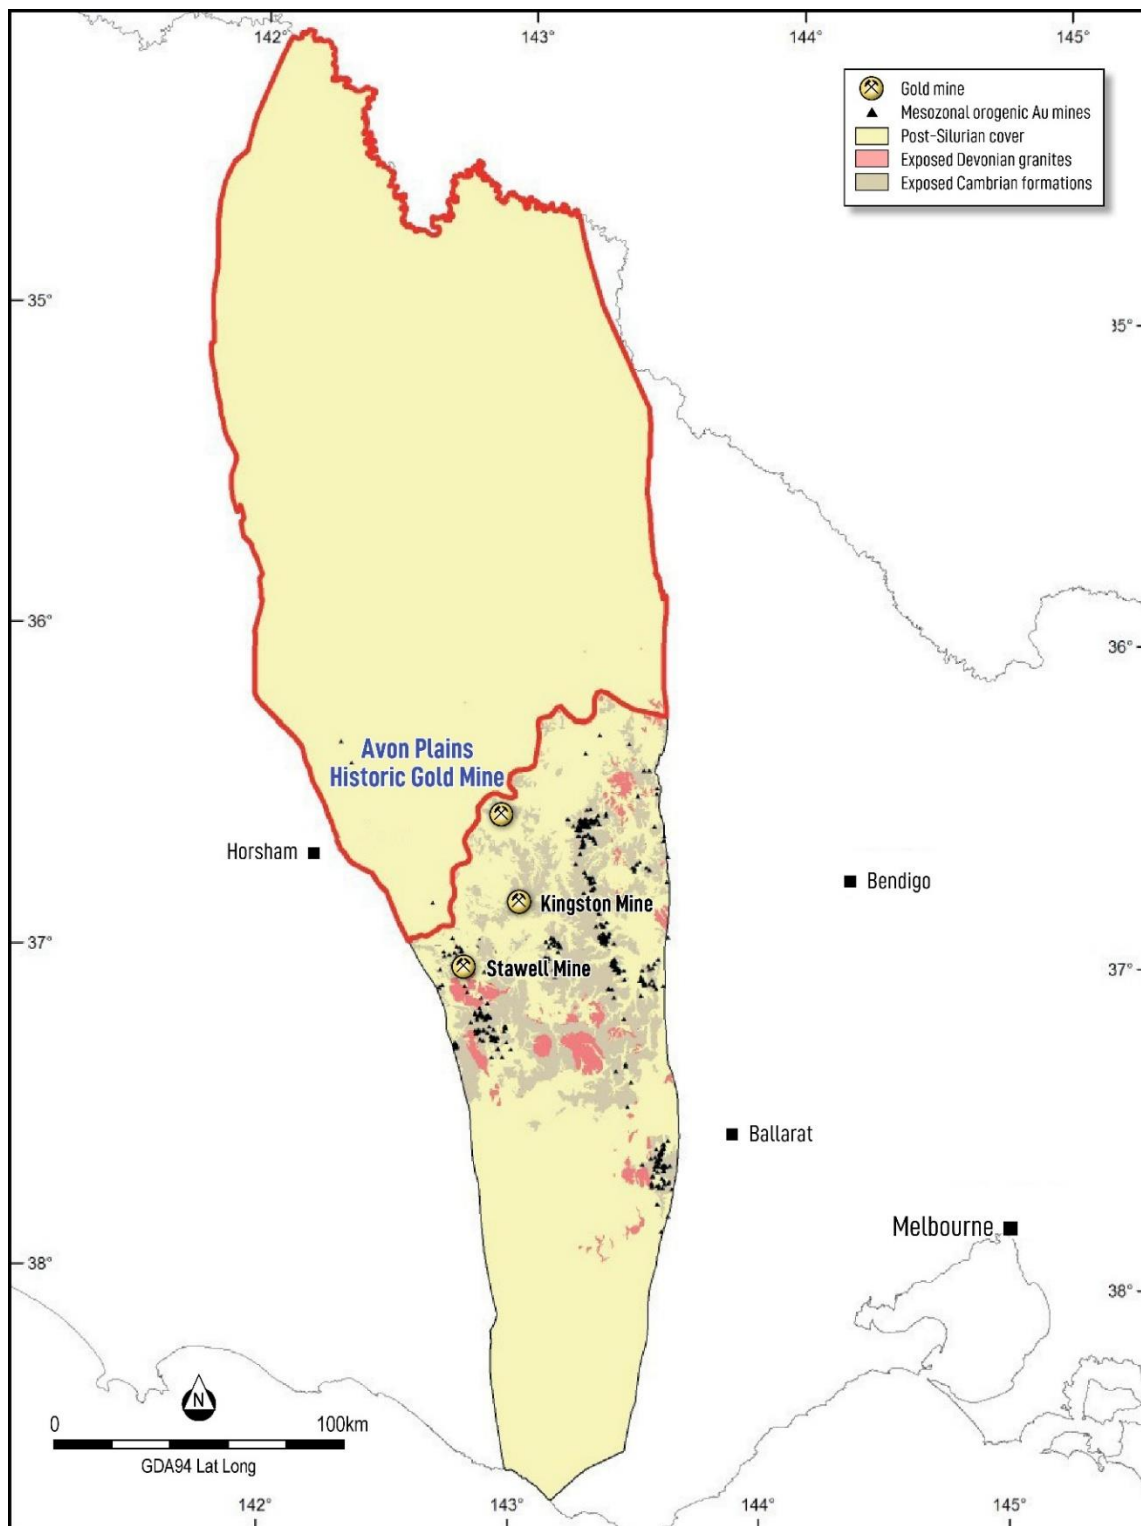 142°
143°
144°
145°
Gold mine
Mesozonal orogenic Au mines
Post-Silurian cover
Exposed Devonian granites
Exposed Cambrian formations
35°
35°
36°
36°
Avon Plains
Historic Gold Mine
Horsham
Bendigo
Kingston Mine
37°
Stawell Mine
37°
Ballarat
Melbourne
38°
38°
N
0
100km
GDA94 Lat Long
142°
143°
144°
145°